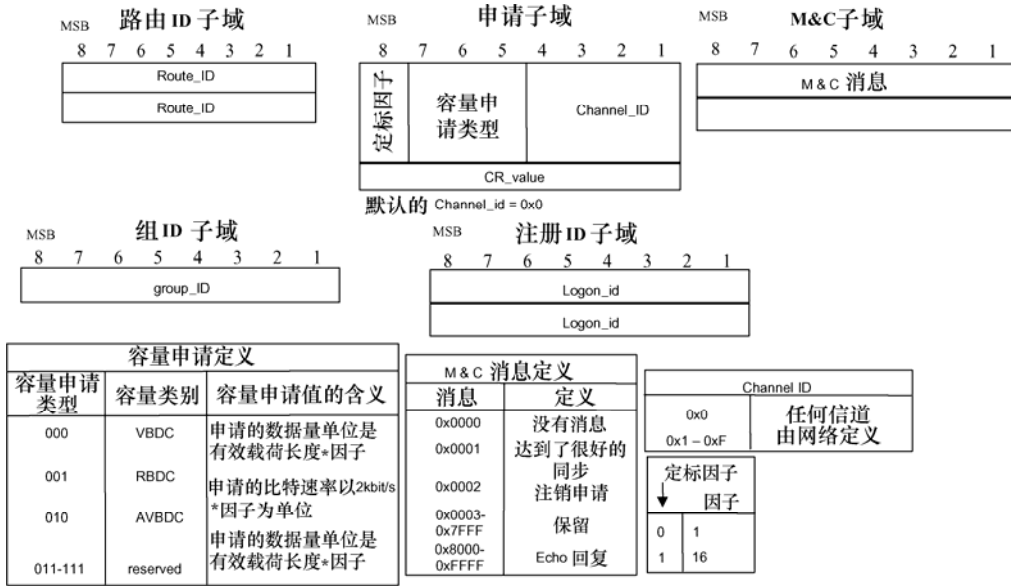 路由 ID 子域
MSB
8 7 6 5 4 3 2 1
Route_ID
Route_ID
申请子域
MSB
8 7 6 5 4 3 2 1
定标因子
容量申
请类型
Channel_ID
CR_value
默认的 Channel_id = 0x0
M&C子域
MSB
8 7 6 5 4 3 2 1
M & C 消息
组 ID 子域
MSB
8 7 6 5 4 3 2 1
group_ID
注册 ID 子域
MSB
8 7 6 5 4 3 2 1
Logon_id
Logon_id
容量申请定义
容量申请
类型
容量类别
容量申请值的含义
000 VBDC 申请的数据量单位是
有效载荷长度*因子
001 RBDC 申请的比特速率以2kbit/s
*因子为单位
010 AVBDC 申请的数据量单位是
有效载荷长度*因子
011-111 reserved
M & C 消息定义
消息 定义
0x0000 没有消息
0x0001 达到了很好的
同步
0x0002 注销申请
0x0003-
0x7FFF
保留
0x8000-
0xFFFF
Echo 回复
Channel ID
0x0 任何信道
0x1 – 0xF 由网络定义
定标因子
因子
0 1
1 16